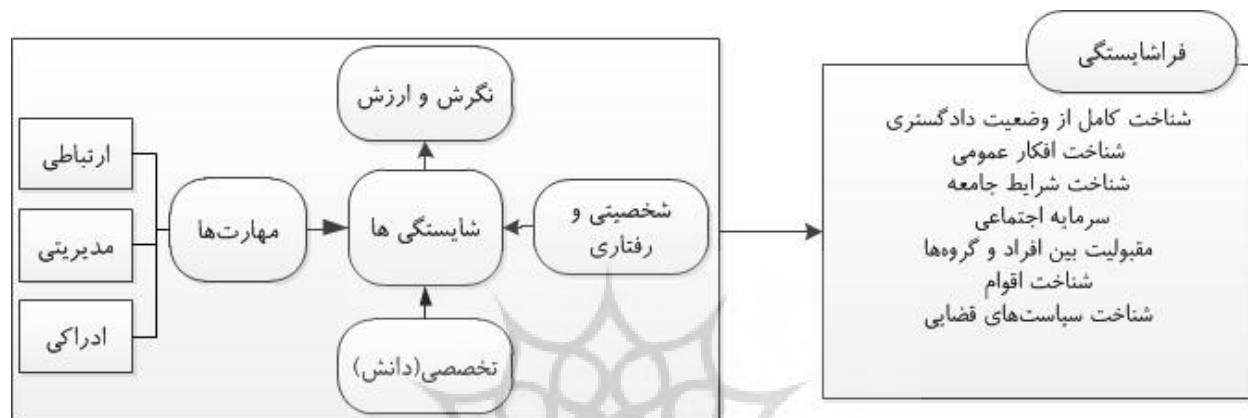 فراشایستگی
شناخت کامل از وضعیت دادگستری
شناخت افکار عمومی
شناخت شرایط جامعه
سرمایه اجتماعی
مقبولیت بین افراد و گروه‌ها
شناخت اقوام
شناخت سیاست‌های قضایی
نگرش و ارزش
شخصیتی و
رفتاری
شایستگی ها
مهارت‌ها
تخصصی(دانش)
ارتباطی
مدیریتی
ادراکی